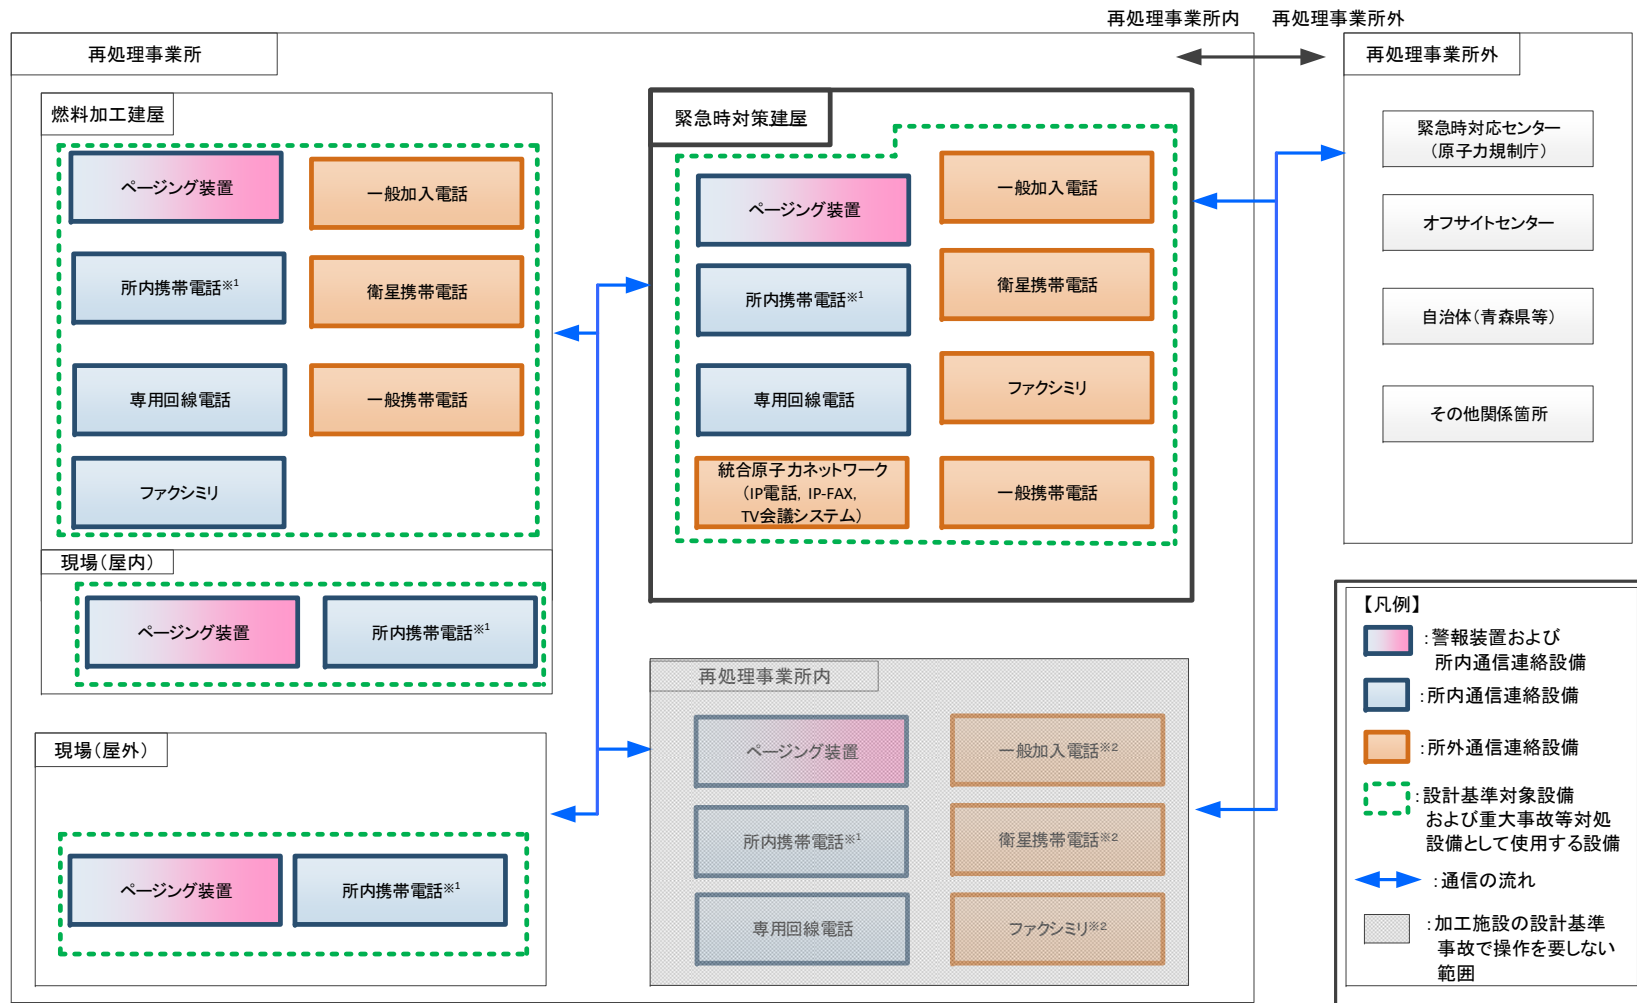 再処理事業所内
再処理事業所外
再処理事業所
燃料加工建屋
ページング装置
一般加入電話
所内携帯電話※1
衛星携帯電話
専用回線電話
一般携帯電話
ファクシミリ
現場(屋内)
ページング装置
所内携帯電話※1
現場(屋外)
ページング装置
所内携帯電話※1
緊急時対策建屋
ページング装置
一般加入電話
所内携帯電話※1
衛星携帯電話
専用回線電話
ファクシミリ
統合原子力ネットワーク
(IP電話, IP-FAX,
TV会議システム)
一般携帯電話
再処理事業所内
ページング装置
一般加入電話※2
所内携帯電話※1
衛星携帯電話※2
専用回線電話
ファクシミリ※2
再処理事業所外
緊急時対応センター
(原子力規制庁)
オフサイトセンター
自治体(青森県等)
その他関係箇所
【凡例】
:警報装置および
所内通信連絡設備
:所内通信連絡設備
:所外通信連絡設備
:設計基準対象設備
および重大事故等対処
設備として使用する設備
:通信の流れ
:加工施設の設計基準
事故で操作を要しない
範囲